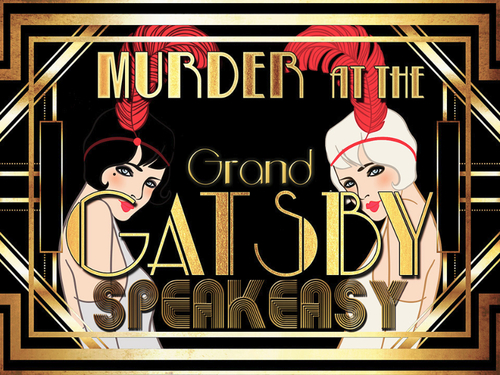 MURDER AT THE
Grand
GATSBY
SPEAKEASY